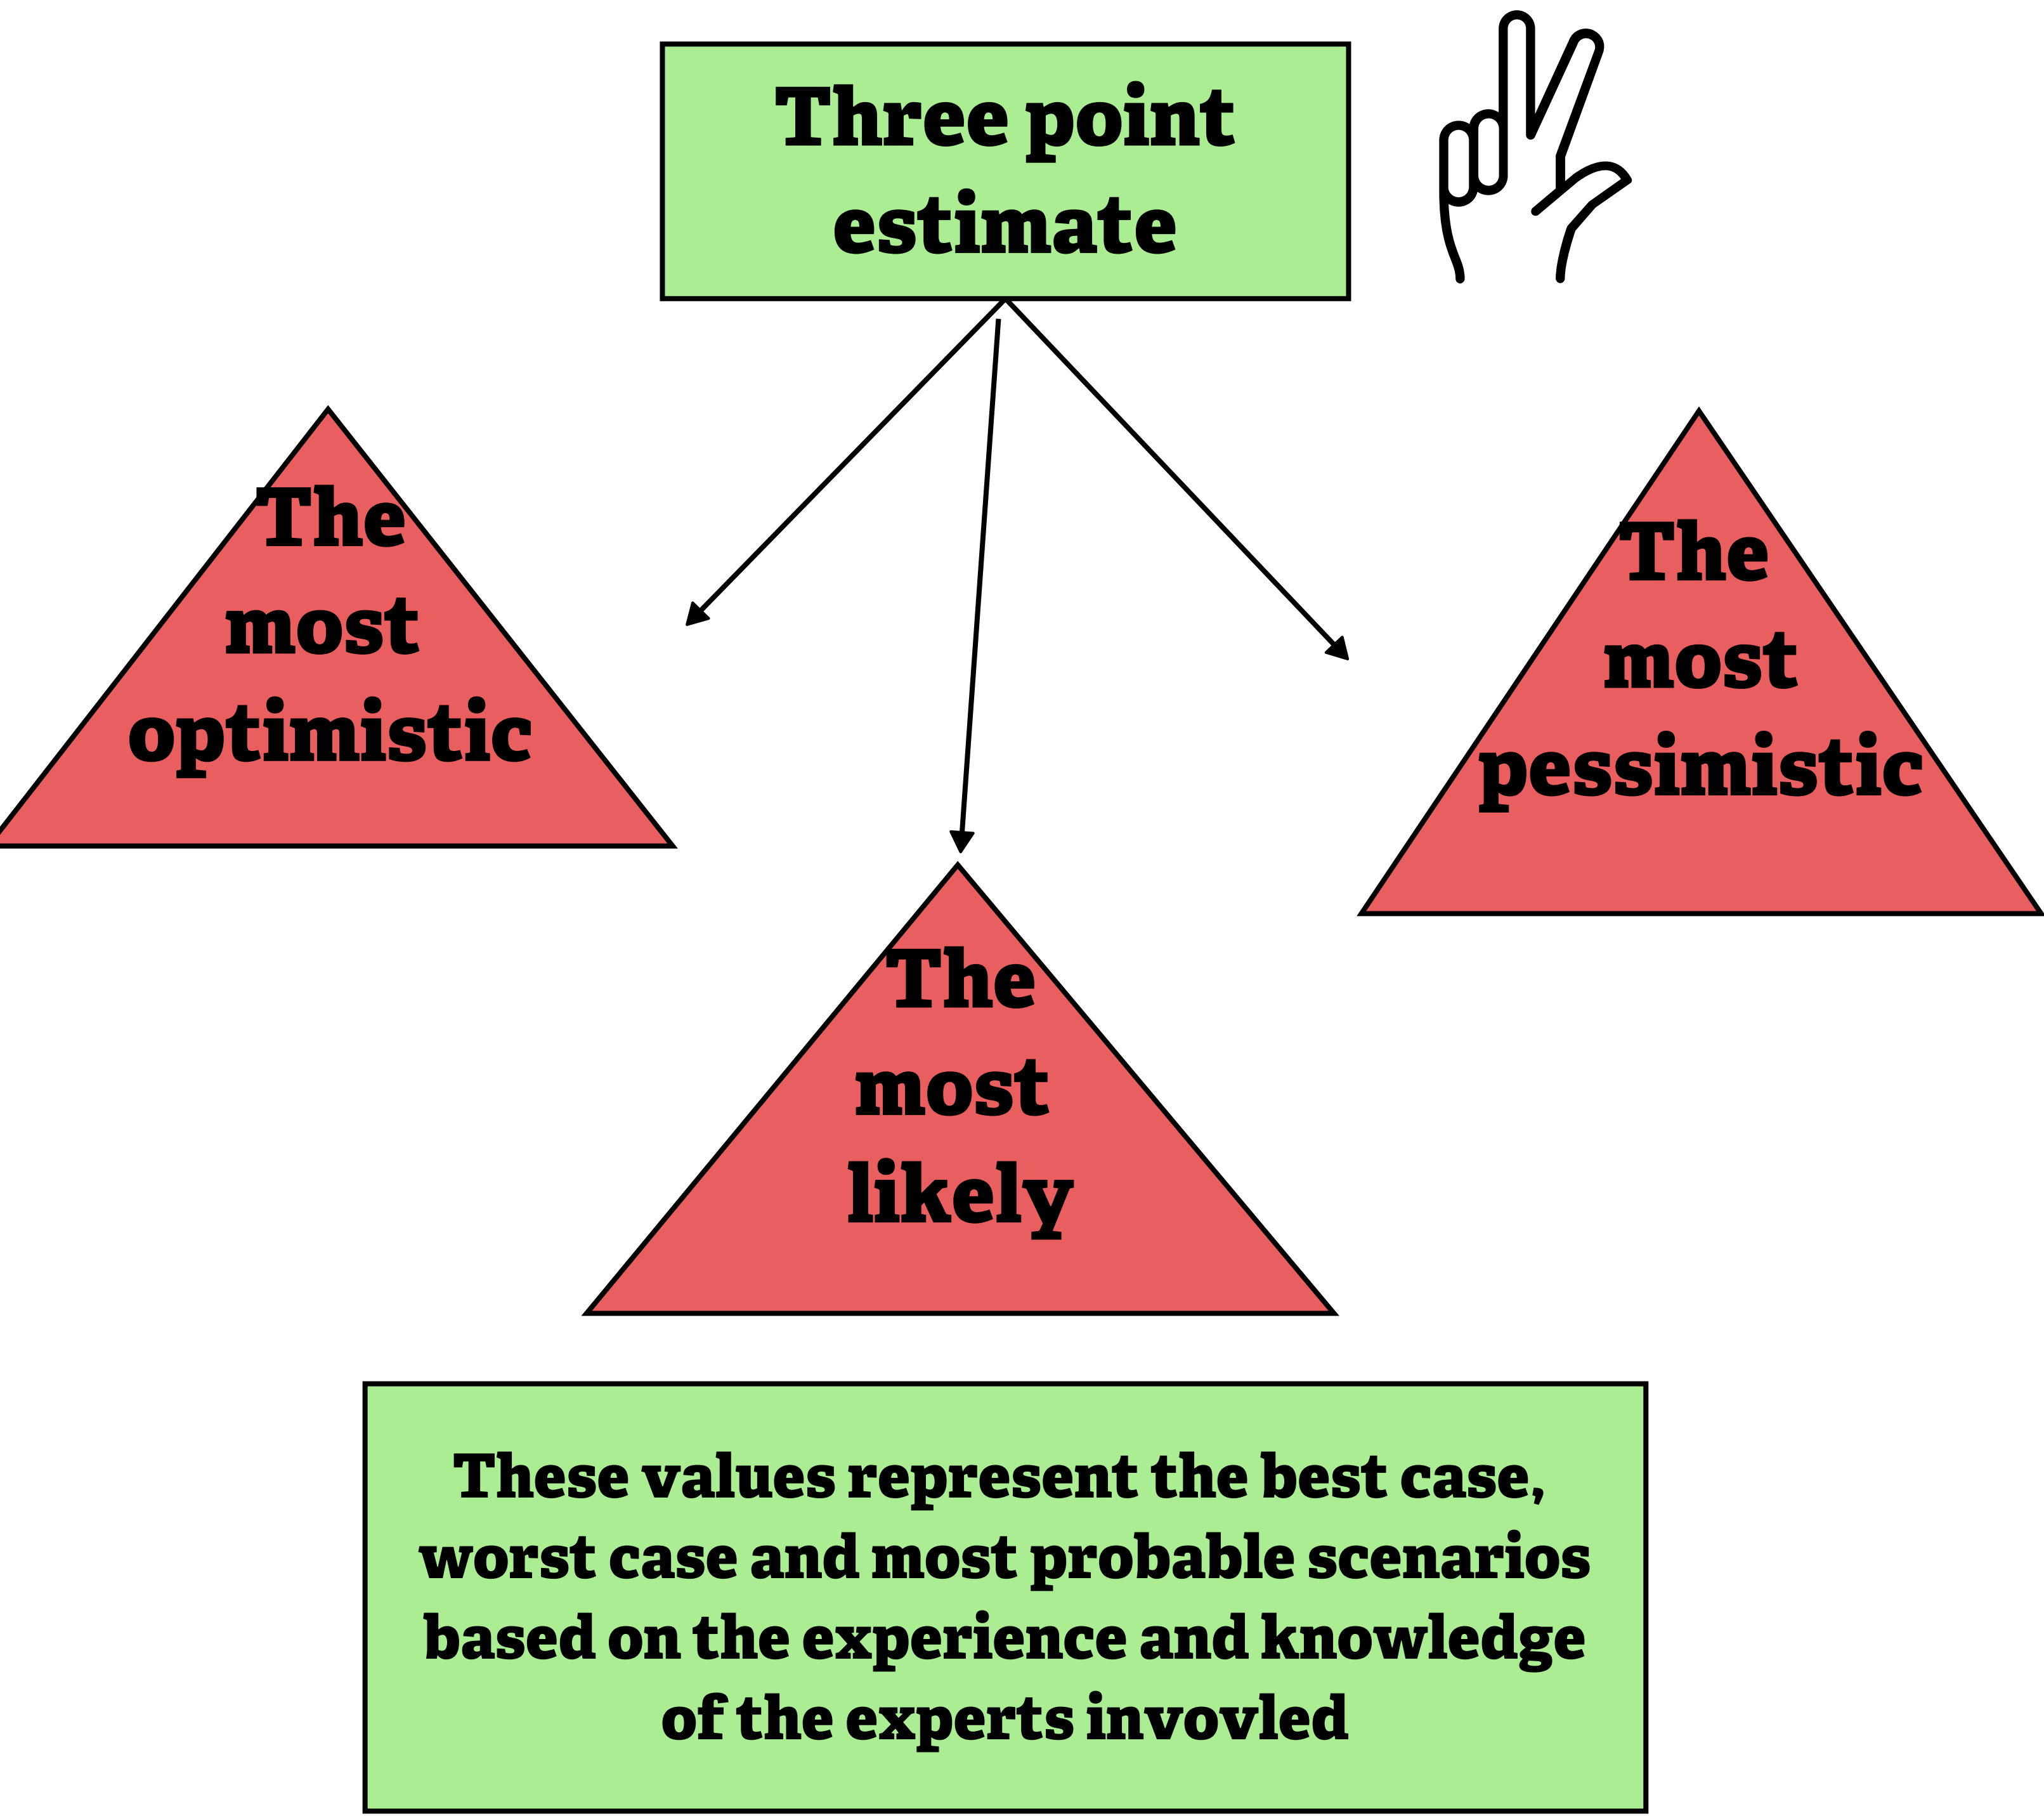 Three point
estimate
The
most
optimistic
The
most
pessimistic
The
most
likely
These values represent the best case,
worst case and most probable scenarios
based on the experience and knowledge
of the experts invovled